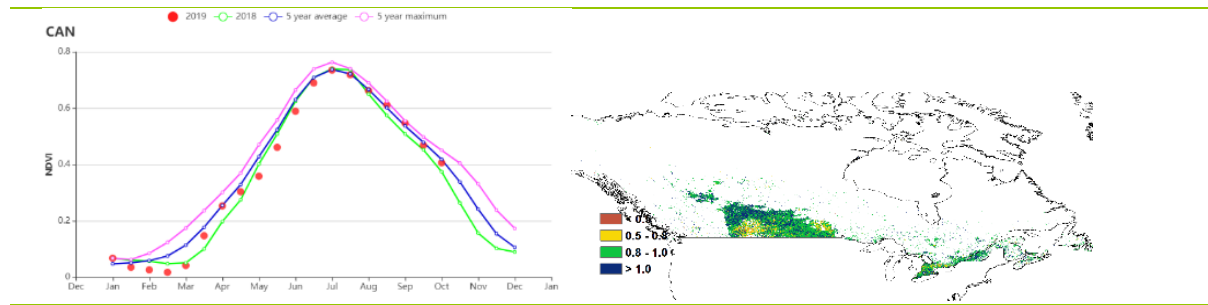 2019 2018 5 year average 5 year maximum
CAN
0.8
0.6
0.4
0.2
0
NDVI
Dec Jan Feb Mar Apr May Jun Jul Aug Sep Oct Nov Dec Jan
0.5 - 0.8
0.8 - 1.0
> 1.0